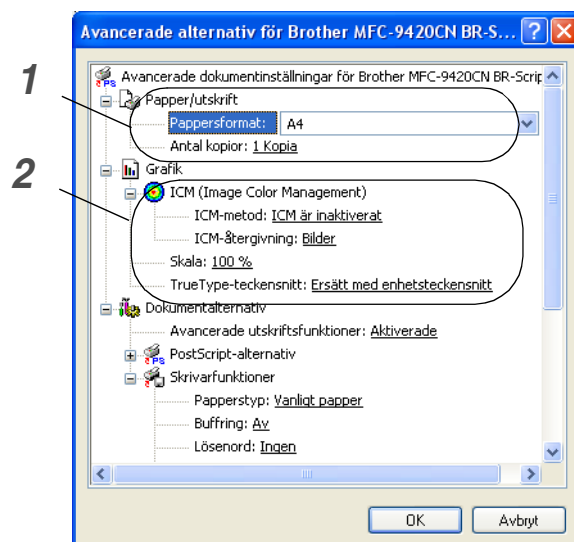 Avancerade alternativ för Brother MFC-9420CN BR-S...
1
Avancerade dokumentinställningar för Brother MFC-9420CN BR-Scrip
Papper/utskrift
Pappersformat: A4
Antal kopior: 1 Kopia
2
Grafik
ICM (Image Color Management)
ICM-metod: ICM är inaktiverat
ICM-återgivning: Bilder
Skala: 100 %
TrueType-teckensnitt: Ersätt med enhetsteckensnitt
Dokumentalternativ
Avancerade utskriftsfunktioner: Aktiverade
PostScript-alternativ
Skrivarfunktioner
Papperstyp: Vanligt papper
Buffring: Av
Lösenord: Ingen
OK Avbryt